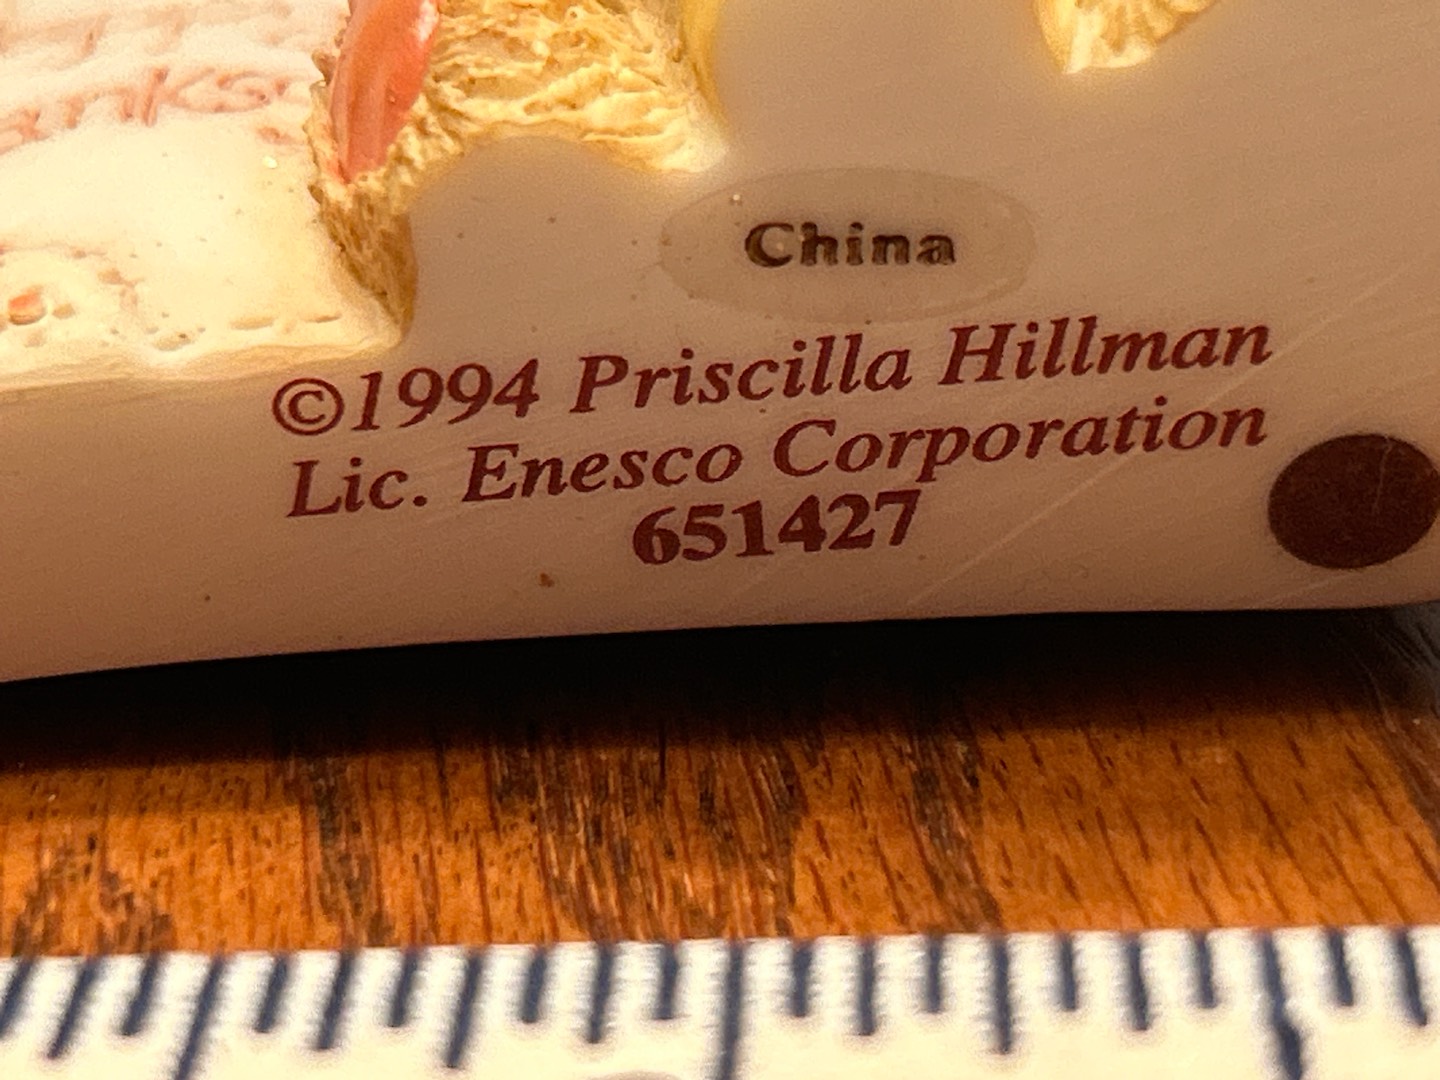 China
©1994 Priscilla Hillman
Lic. Enesco Corporation
651427